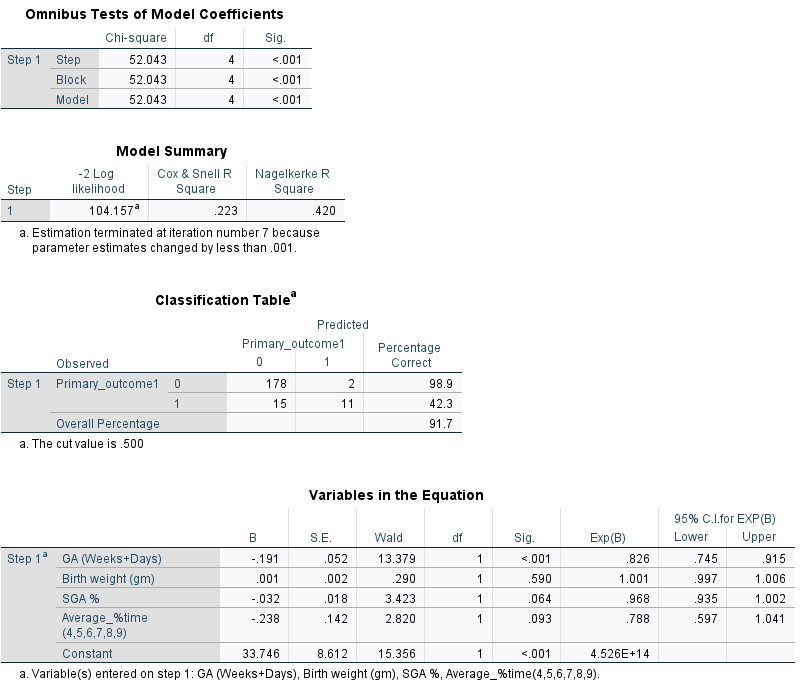 Omnibus Tests of Model Coefficients
Chi-square df Sig.
Step 1 Step 52.043 4 <.001
Block 52.043 4 <.001
Model 52.043 4 <.001
Model Summary
Step -2 Log likelihood Cox & Snell R Square Nagelkerke R Square
1 104.157a .223 .420
a. Estimation terminated at iteration number 7 because
parameter estimates changed by less than .001.
Classification Tablea
Predicted
Primary_outcome1 Percentage Correct
Observed 0 1
Step 1 Primary_outcome1 0 178 2 98.9
1 15 11 42.3
Overall Percentage 91.7
a. The cut value is .500
Variables in the Equation
95% C.I.for EXP(B)
B S.E. Wald df Sig. Exp(B) Lower Upper
Step 1a GA (Weeks+Days) -.191 .052 13.379 1 <.001 .826 .745 .915
Birth weight (gm) .001 .002 .290 1 .590 1.001 .997 1.006
SGA % -.032 .018 3.423 1 .064 .968 .935 1.002
Average_%time (4,5,6,7,8,9) -.238 .142 2.820 1 .093 .788 .597 1.041
Constant 33.746 8.612 15.356 1 <.001 4.526E+14
a. Variable(s) entered on step 1: GA (Weeks+Days), Birth weight (gm), SGA %, Average_%time(4,5,6,7,8,9).